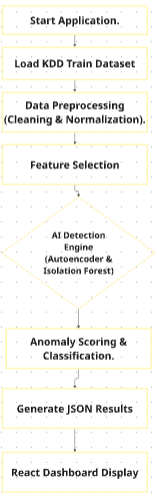 Start Application.
Load KDD Train Dataset
Data Preprocessing
(Cleaning & Normalization).
Feature Selection
AI Detection
Engine
(Autoencoder &
Isolation Forest)
Anomaly Scoring &
Classification.
Generate JSON Results
React Dashboard Display